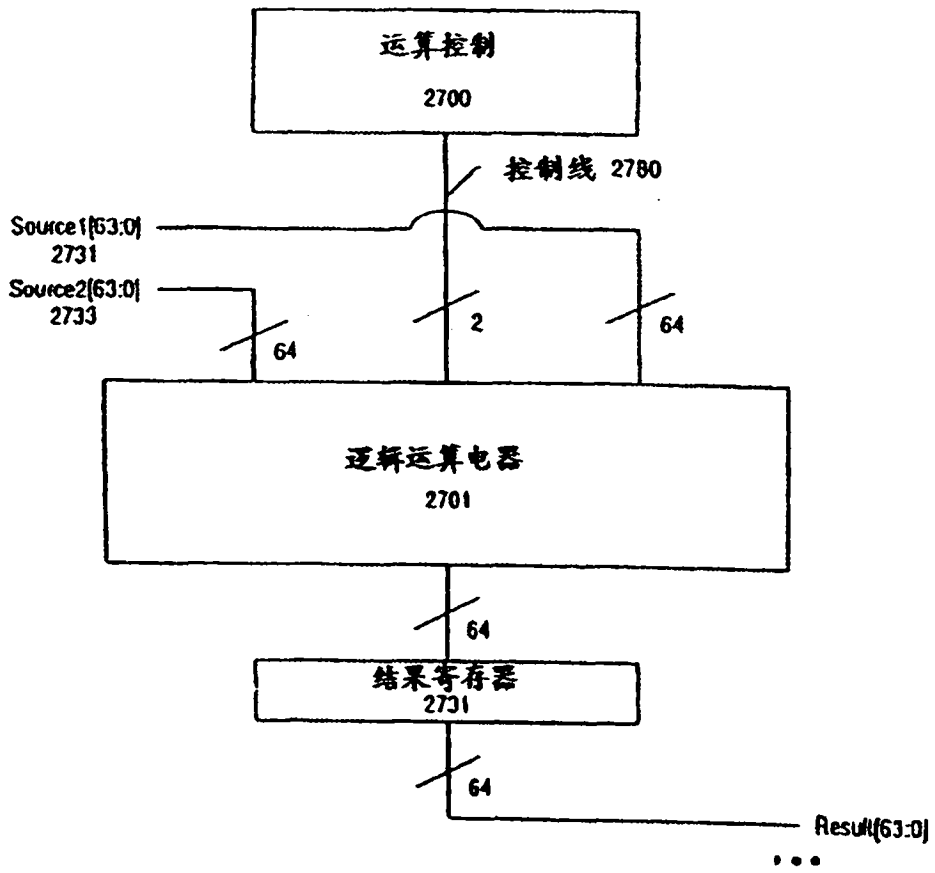 运算控制
2700
控制线 2780
Source1[63:0]
2731
Source2[63:0]
2733
64
2
64
逻辑运算电器
2701
64
结果寄存器
2731
64
Result[63:0]